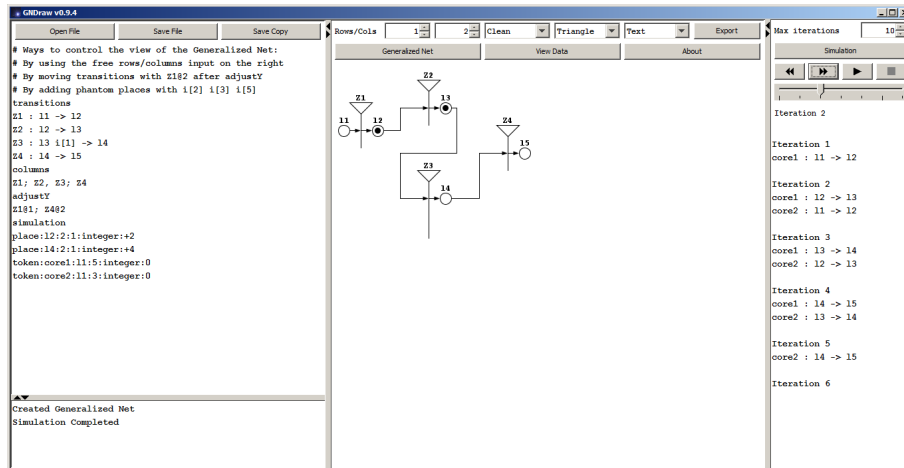 GNDraw v0.9.4
Open File Save File Save Copy
# Ways to control the view of the Generalized Net:
# By using the free rows/columns input on the right
# By moving transitions with Z1@2 after adjustY
# By adding phantom places with i[2] i[3] i[5]
transitions
Z1 : l1 -> l2
Z2 : l2 -> l3
Z3 : l3 i[1] -> l4
Z4 : l4 -> l5
columns
Z1; Z2, Z3; Z4
adjustY
Z1@1; Z4@2
simulation
place:l2:2:1:integer:+2
place:l4:2:1:integer:+4
token:core1:l1:5:integer:0
token:core2:l1:3:integer:0
Created Generalized Net
Simulation Completed
Rows/Cols 1 2 Clean Triangle Text Export
Generalized Net View Data About
Z2
Z1 l3
l1 l2 Z4
l5
Z3
l4
Max iterations 10
Simulation
Iteration 2
Iteration 1
core1 : l1 -> l2
Iteration 2
core1 : l2 -> l3
core2 : l1 -> l2
Iteration 3
core1 : l3 -> l4
core2 : l2 -> l3
Iteration 4
core1 : l4 -> l5
core2 : l3 -> l4
Iteration 5
core2 : l4 -> l5
Iteration 6